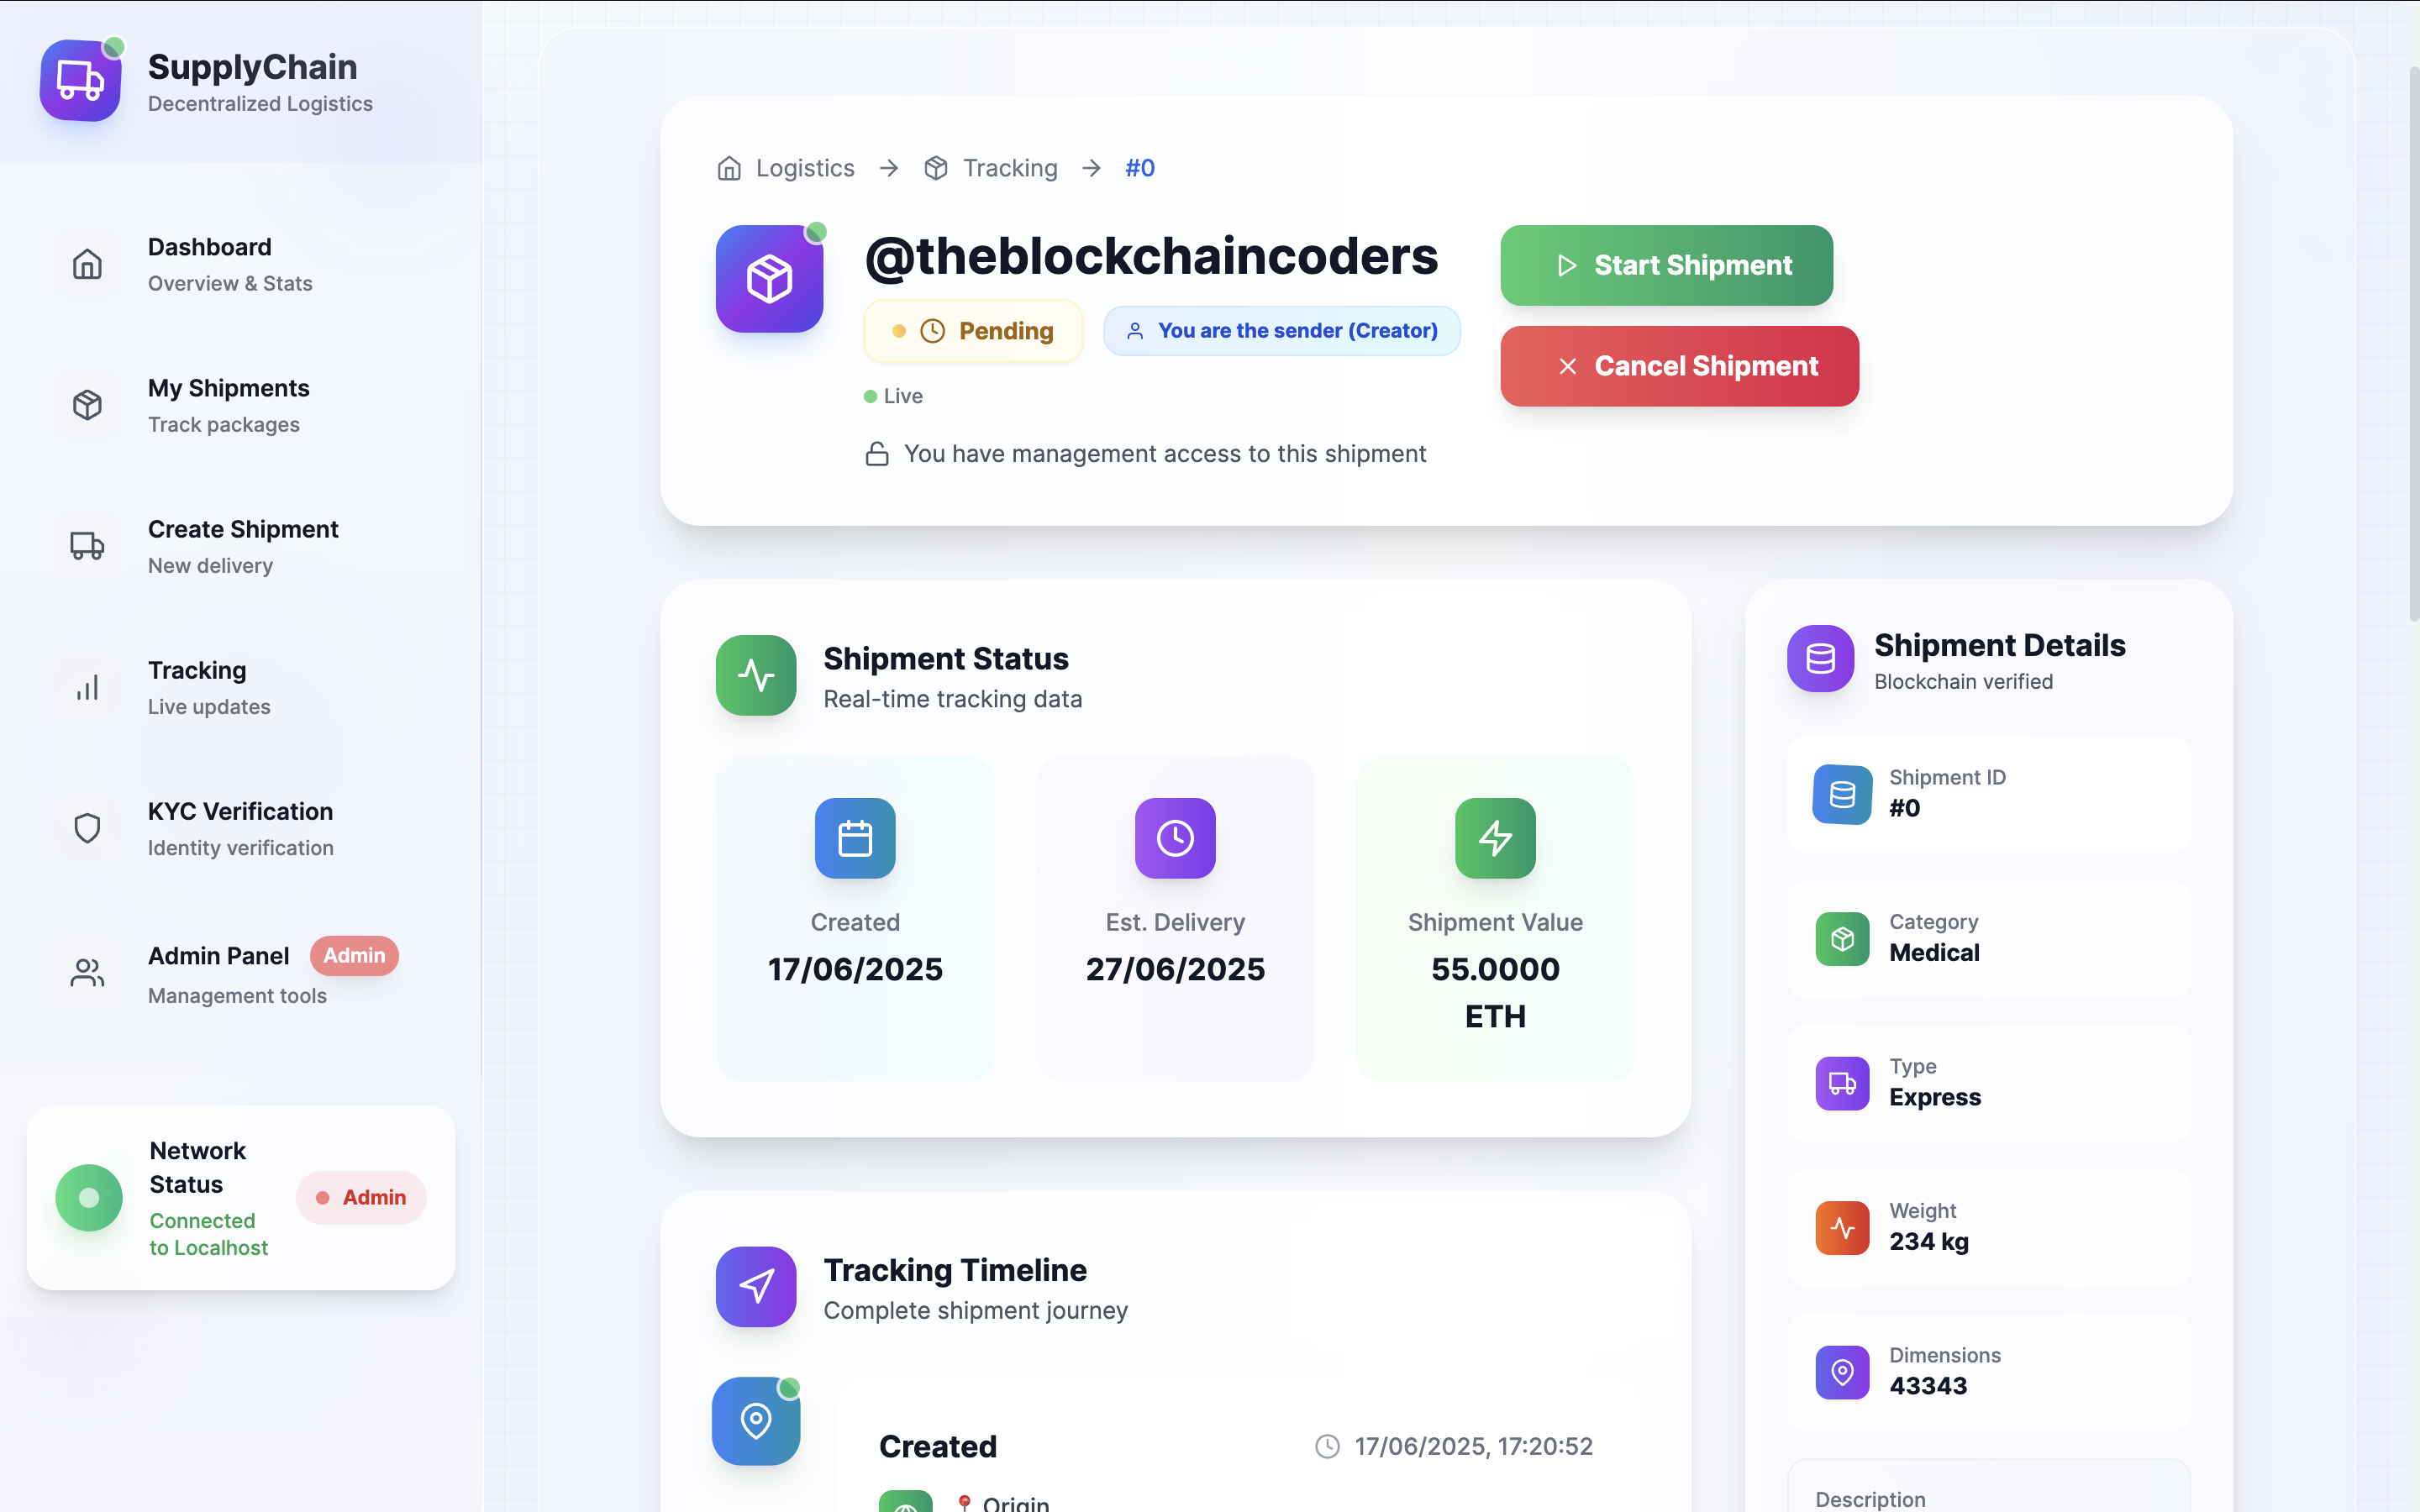 SupplyChain
Decentralized Logistics
Dashboard
Overview & Stats
My Shipments
Track packages
Create Shipment
New delivery
Tracking
Live updates
KYC Verification
Identity verification
Admin Panel Admin
Management tools
Network
Status
Connected
to Localhost
Admin
Logistics → Tracking → #0
@theblockchaincoders
Pending
You are the sender (Creator)
Live
You have management access to this shipment
Start Shipment
Cancel Shipment
Shipment Status
Real-time tracking data
Created
17/06/2025
Est. Delivery
27/06/2025
Shipment Value
55.0000
ETH
Tracking Timeline
Complete shipment journey
Created
17/06/2025, 17:20:52
Origin
Shipment Details
Blockchain verified
Shipment ID
#0
Category
Medical
Type
Express
Weight
234 kg
Dimensions
43343
Description